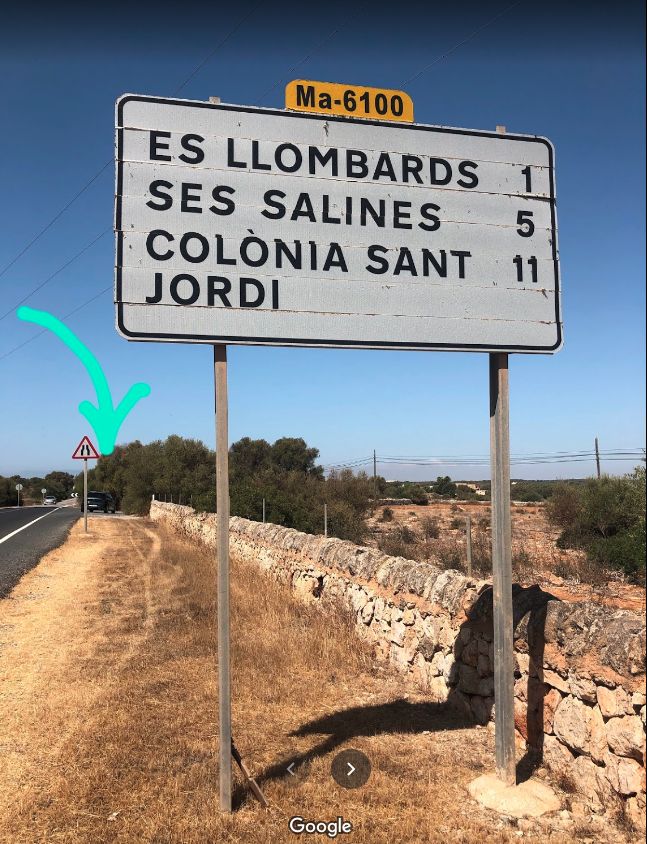 Ma-6100
ES LLOMBARDS 1
SES SALINES 5
COLÒNIA SANT 11
JORDI
Google